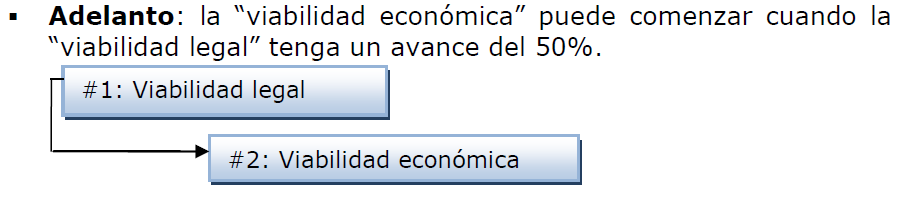 ▪ Adelanto: la “viabilidad económica” puede comenzar cuando la
“viabilidad legal” tenga un avance del 50%.
#1: Viabilidad legal
#2: Viabilidad económica